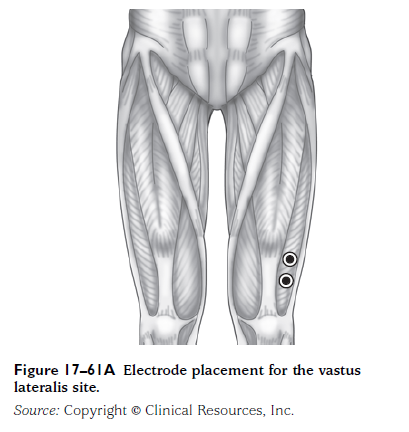 Figure 17–61A Electrode placement for the vastus
lateralis site.
Source: Copyright © Clinical Resources, Inc.